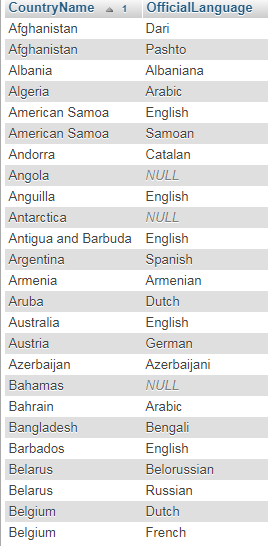 CountryName 1 OfficialLanguage
Afghanistan Dari
Afghanistan Pashto
Albania Albaniana
Algeria Arabic
American Samoa English
American Samoa Samoan
Andorra Catalan
Angola NULL
Anguilla English
Antarctica NULL
Antigua and Barbuda English
Argentina Spanish
Armenia Armenian
Aruba Dutch
Australia English
Austria German
Azerbaijan Azerbaijani
Bahamas NULL
Bahrain Arabic
Bangladesh Bengali
Barbados English
Belarus Belorussian
Belarus Russian
Belgium Dutch
Belgium French